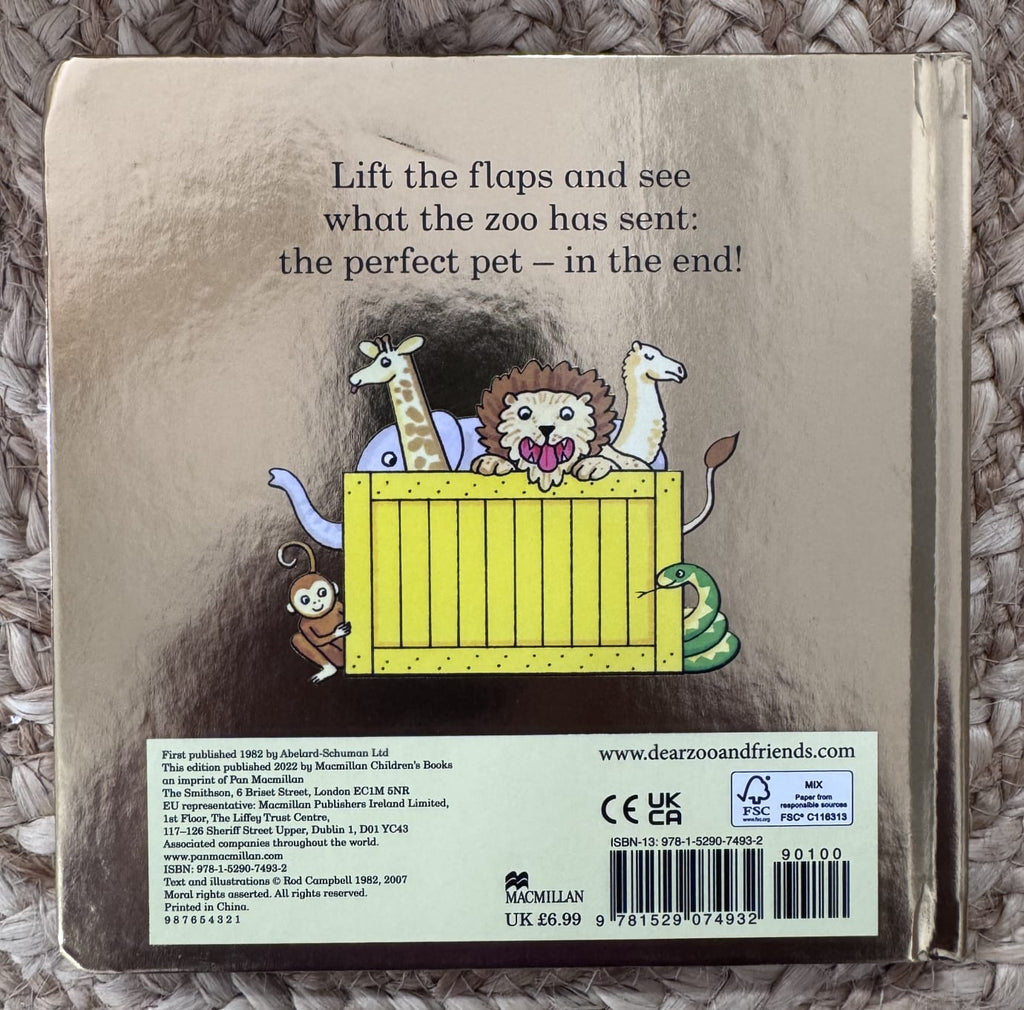 Lift the flaps and see
what the zoo has sent:
the perfect pet – in the end!
First published 1982 by Abelard-Schuman Ltd
This edition published 2022 by Macmillan Children's Books
an imprint of Pan Macmillan
The Smithson, 6 Briset Street, London EC1M 5NR
EU representative: Macmillan Publishers Ireland Limited,
1st Floor, The Liffey Trust Centre,
117–126 Sheriff Street Upper, Dublin 1, D01 YC43
Associated companies throughout the world.
www.panmacmillan.com
ISBN: 978-1-5290-7493-2
Text and illustrations © Rod Campbell 1982, 2007
Moral rights asserted. All rights reserved.
Printed in China.
9 8 7 6 5 4 3 2 1
MACMILLAN
UK £6.99
www.dearzooandfriends.com
CE
UK
CA
FSC
www.fsc.org
MIX
Paper from
responsible sources
FSC® C116313
ISBN-13: 978-1-5290-7493-2
90100
9 781529 074932